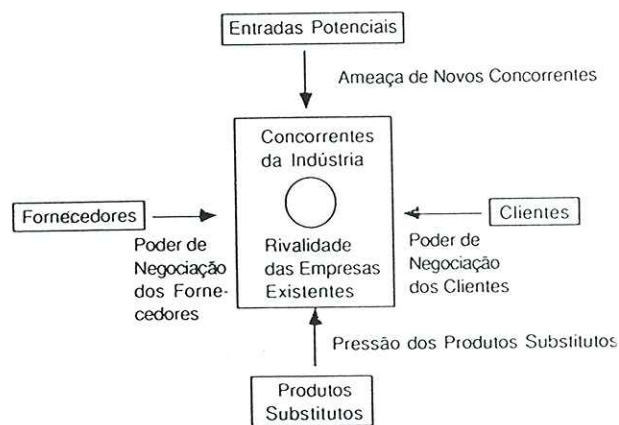 Entradas Potenciais
Ameaça de Novos Concorrentes
Concorrentes
da Indústria
Fornecedores
Poder de
Negociação
dos Forne-
cedores
Rivalidade
das Empresas
Existentes
Clientes
Poder de
Negociação
dos Clientes
Pressão dos Produtos Substitutos
Produtos
Substitutos